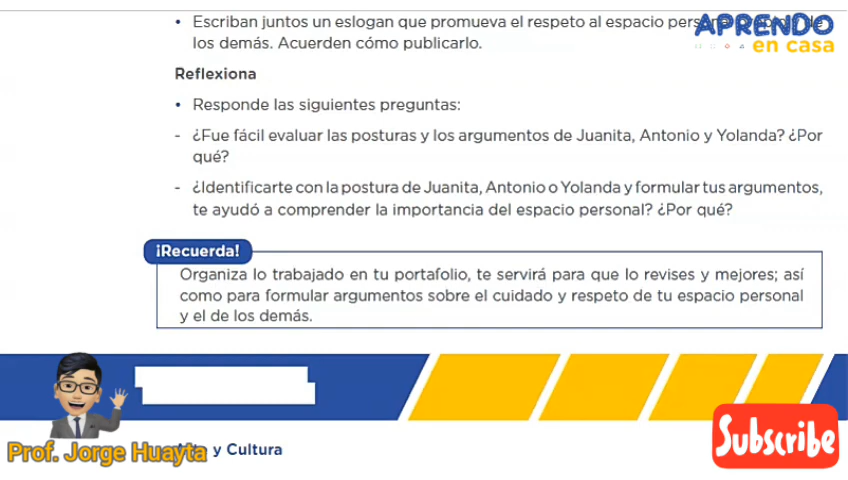 • Escriban juntos un eslogan que promueva el respeto al espacio personal de
APRENDO
los demás. Acuerden cómo publicarlo.
en casa
Reflexiona
• Responde las siguientes preguntas:
- ¿Fue fácil evaluar las posturas y los argumentos de Juanita, Antonio y Yolanda? ¿Por
qué?
- ¿Identificarte con la postura de Juanita, Antonio o Yolanda y formular tus argumentos,
te ayudó a comprender la importancia del espacio personal? ¿Por qué?
¡Recuerda!
Organiza lo trabajado en tu portafolio, te servirá para que lo revises y mejores; así
como para formular argumentos sobre el cuidado y respeto de tu espacio personal
y el de los demás.
Prof. Jorge Huayta y Cultura
Subscribe